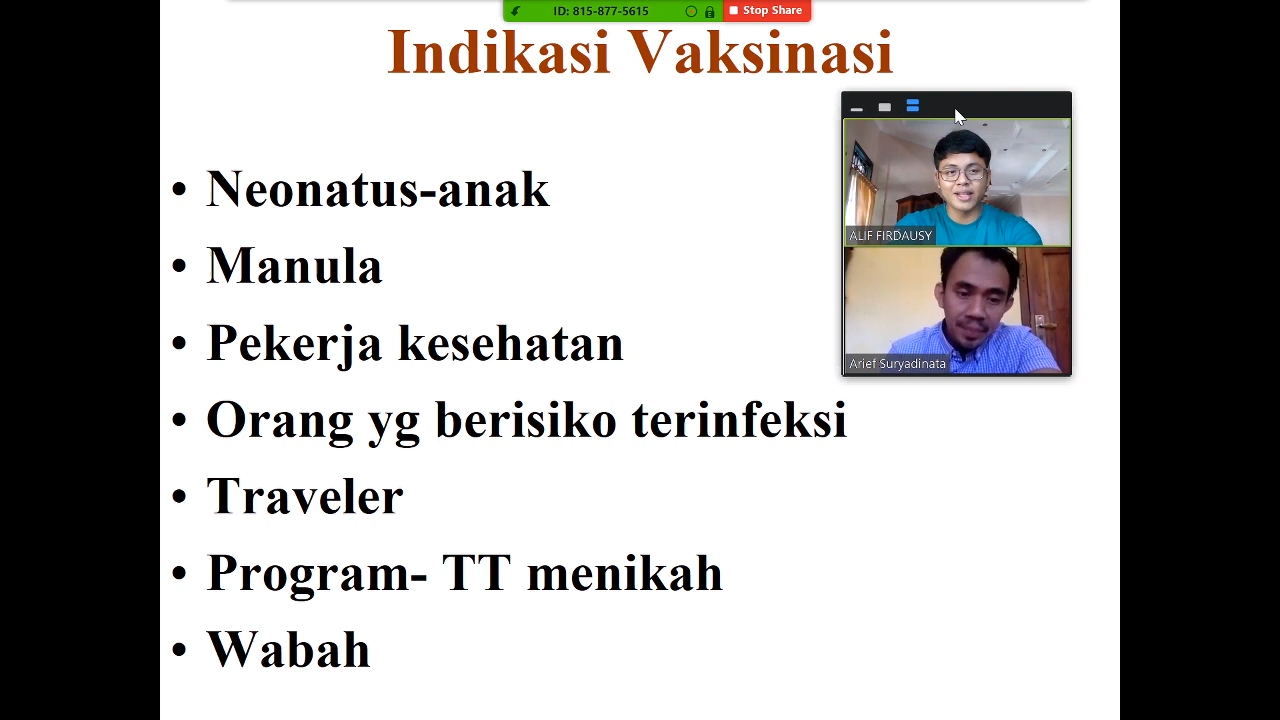 ID: 815-877-5615
Stop Share
Indikasi Vaksinasi
• Neonatus-anak
• Manula
• Pekerja kesehatan
• Orang yg berisiko terinfeksi
• Traveler
• Program- TT menikah
• Wabah
ALIF FIRDAUSY
Arief Suryadinata